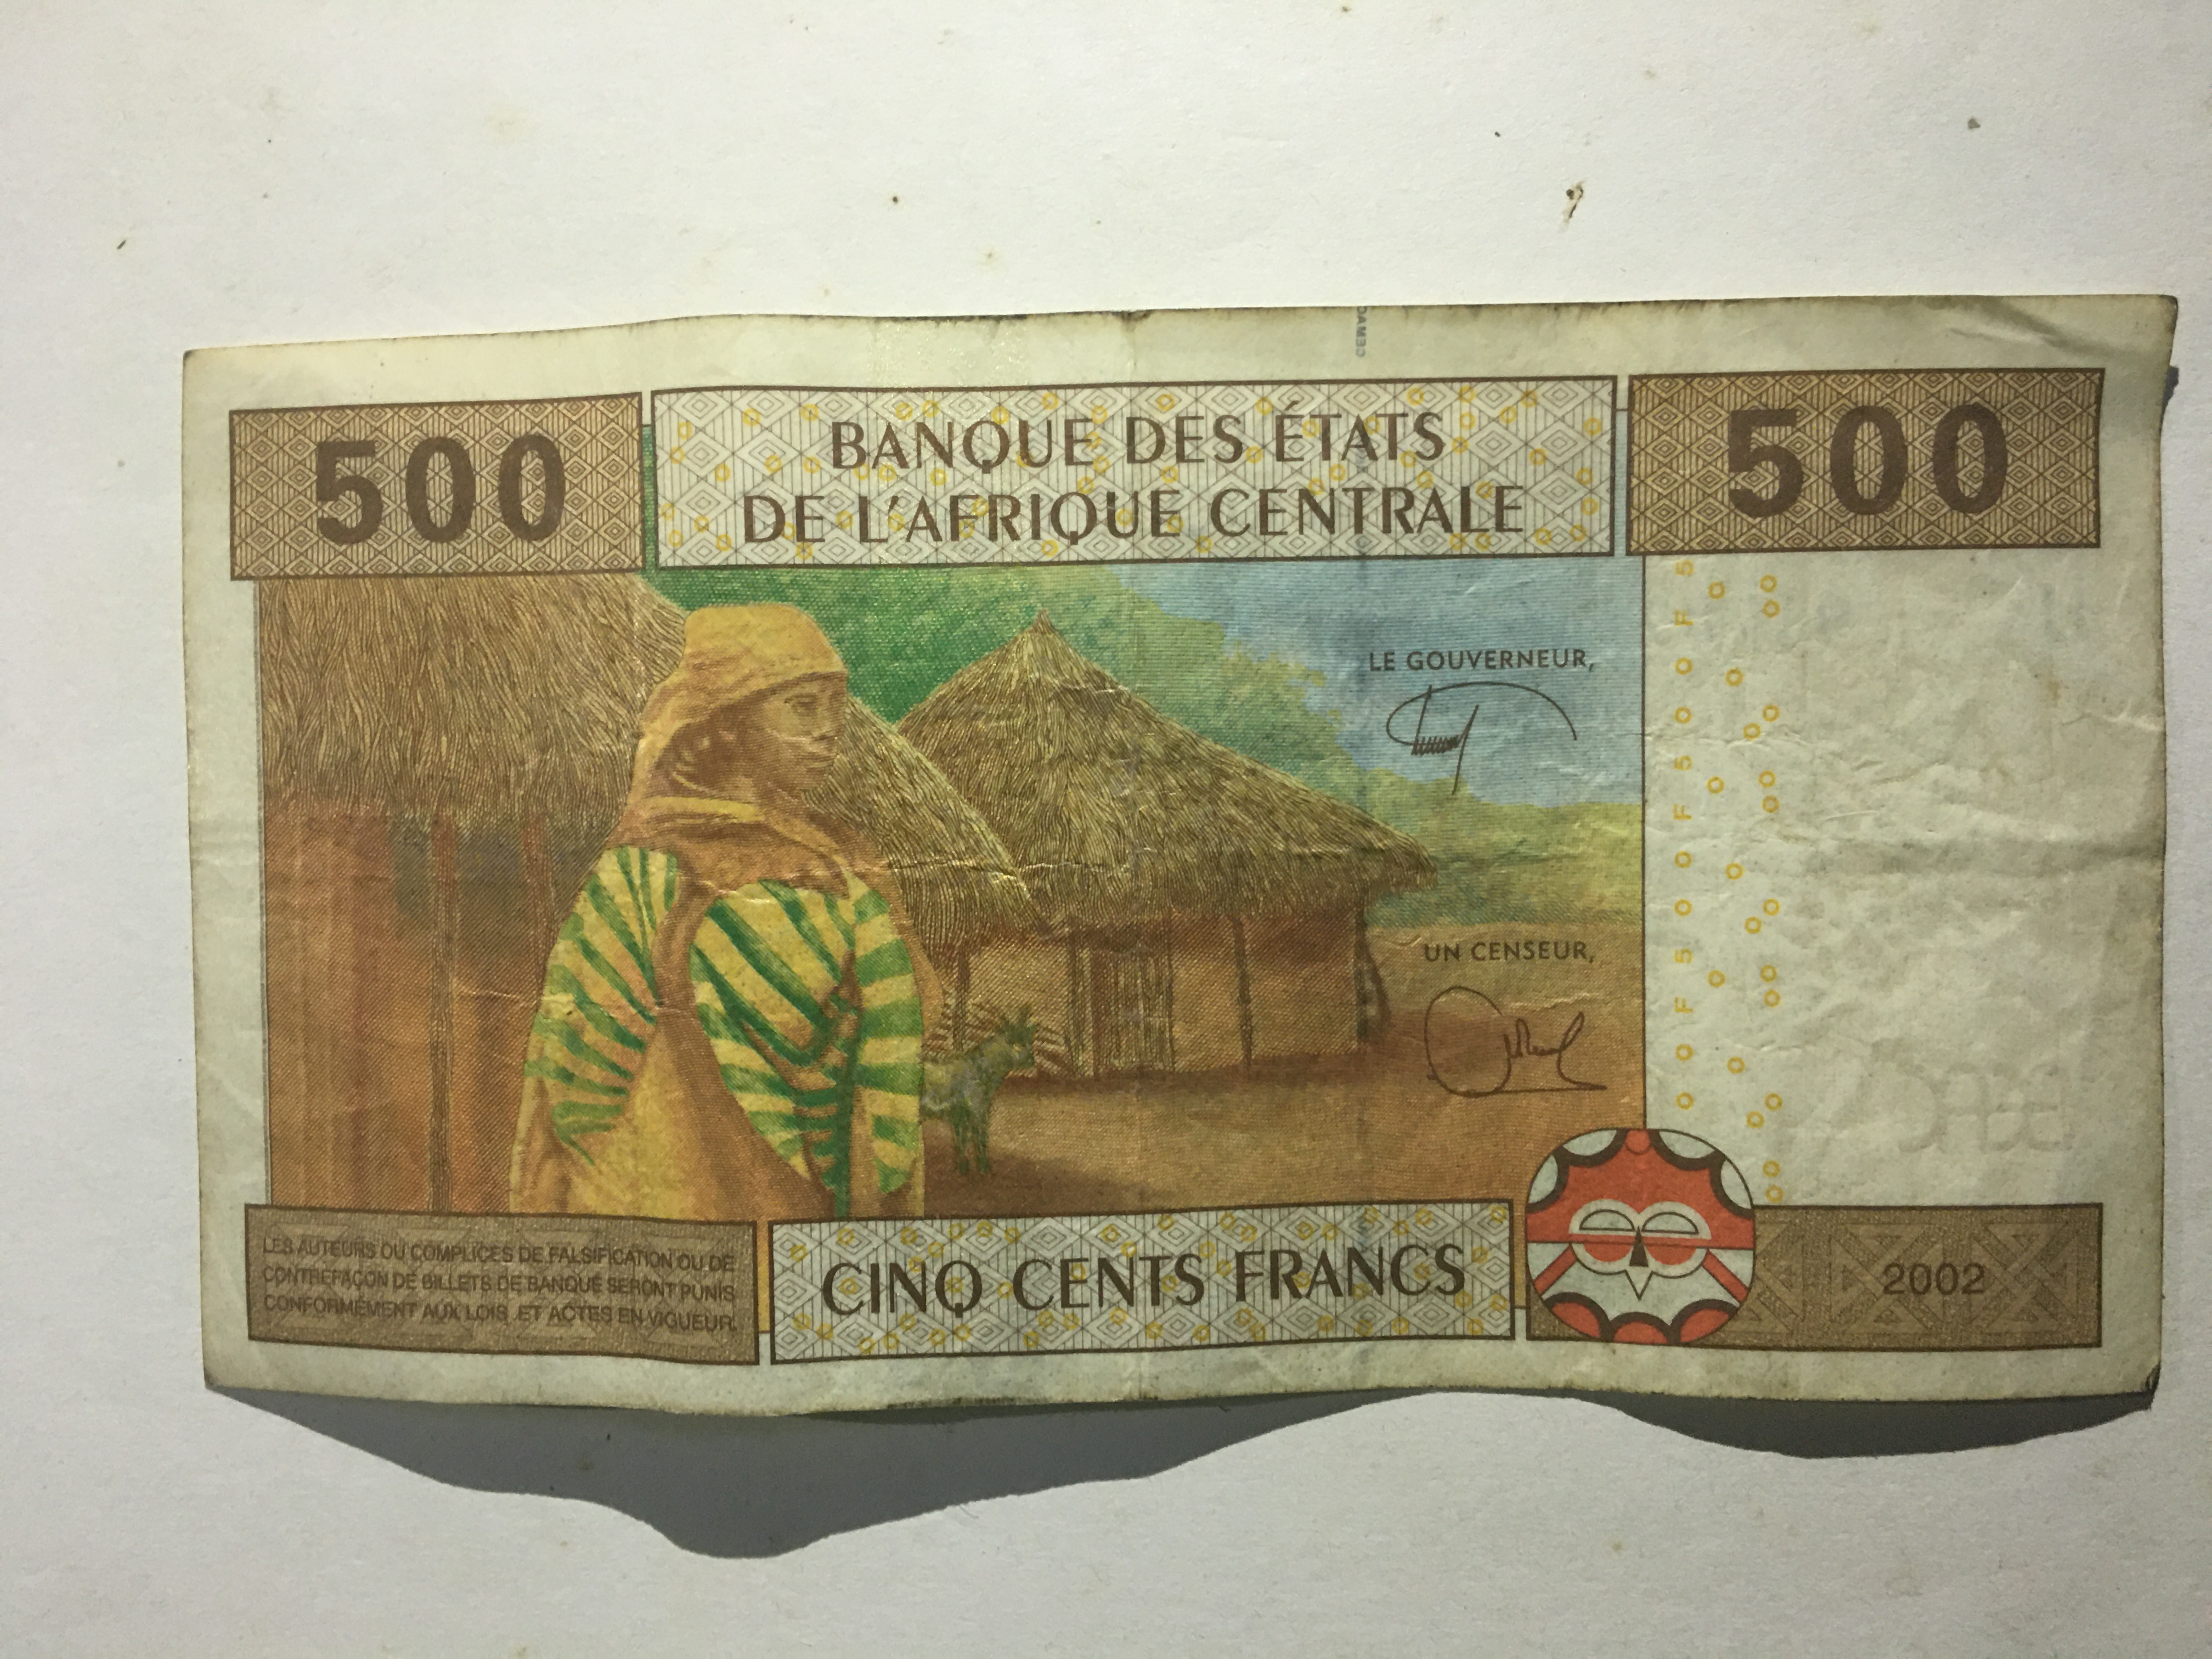 500
BANQUE DES ÉTATS
DE L'AFRIQUE CENTRALE
500
LE GOUVERNEUR,
UN CENSEUR,
00F500F500F5
LES AUTEURS OU COMPLICES DE FALSIFICATION OU DE
CONTREFAÇON DE BILLETS DE BANQUE SERONT PUNIS
CONFORMÉMENT AUX LOIS ET ACTES EN VIGUEUR.
CINQ CENTS FRANCS
2002
CEMAC